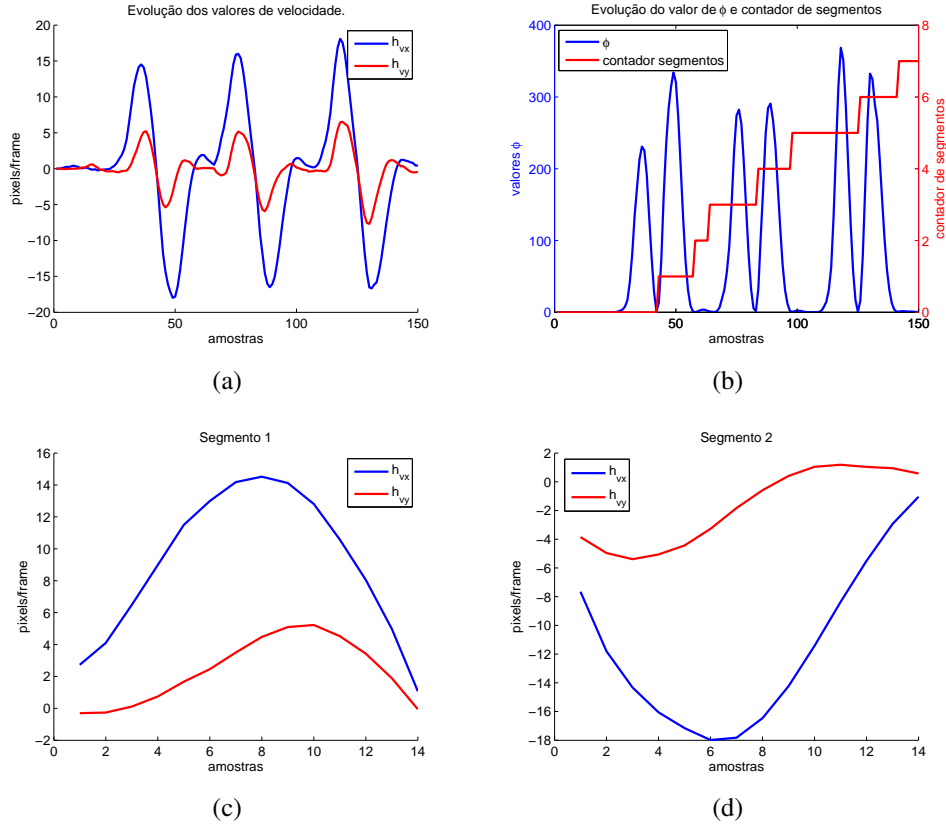 Evolução dos valores de velocidade.
20
15
10
5
0
−5
−10
−15
−20
pixels/frame
h_vx
h_vy
0
50
100
150
amostras
(a)
Evolução do valor de ϕ e contador de segmentos
400
300
200
100
0
valores ϕ
ϕ
contador segmentos
8
6
4
2
0
contador de segmentos
0
50
100
150
amostras
(b)
Segmento 1
16
14
12
10
8
6
4
2
0
−2
pixels/frame
h_vx
h_vy
0
2
4
6
8
10
12
14
amostras
(c)
Segmento 2
2
0
−2
−4
−6
−8
−10
−12
−14
−16
−18
pixels/frame
h_vx
h_vy
0
2
4
6
8
10
12
14
amostras
(d)